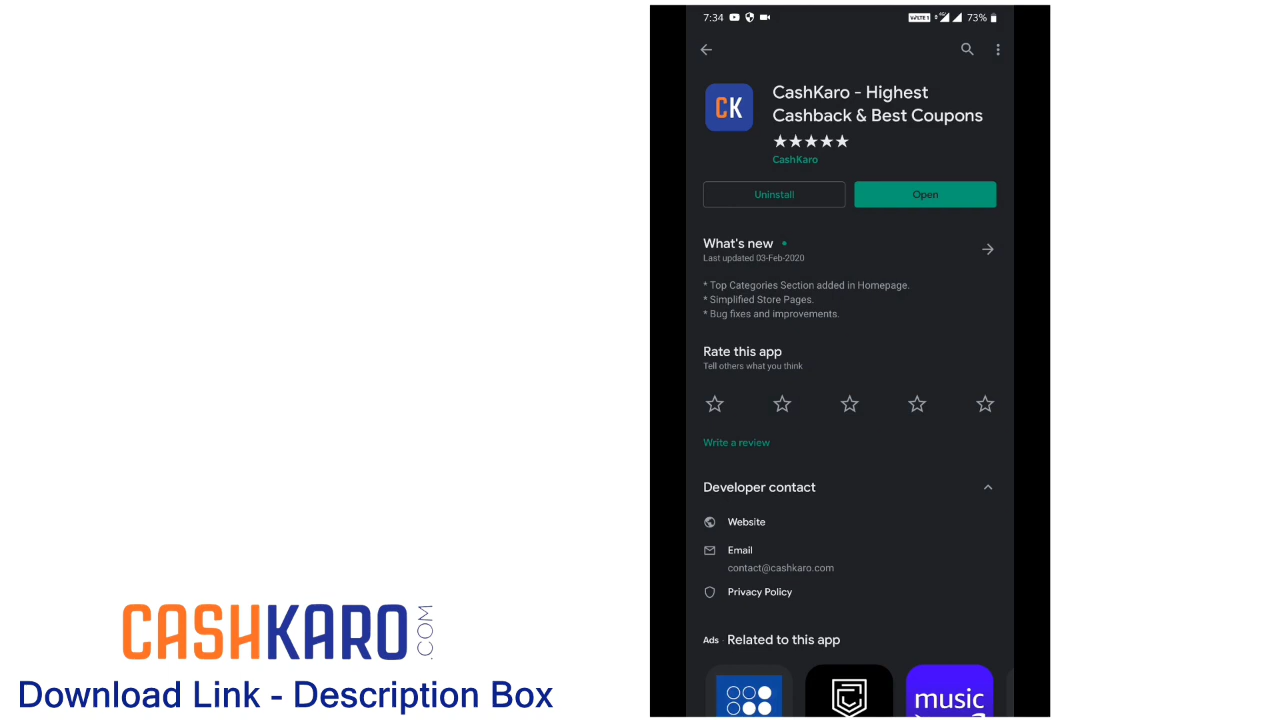 7:34
VoLTE 1
4G
73%
CK
CashKaro - Highest
Cashback & Best Coupons
CashKaro
Uninstall
Open
What's new
Last updated 03-Feb-2020
* Top Categories Section added in Homepage.
* Simplified Store Pages.
* Bug fixes and improvements.
Rate this app
Tell others what you think
Write a review
Developer contact
Website
Email
contact@cashkaro.com
Privacy Policy
Ads · Related to this app
music
CASHKARO.COM
Download Link - Description Box